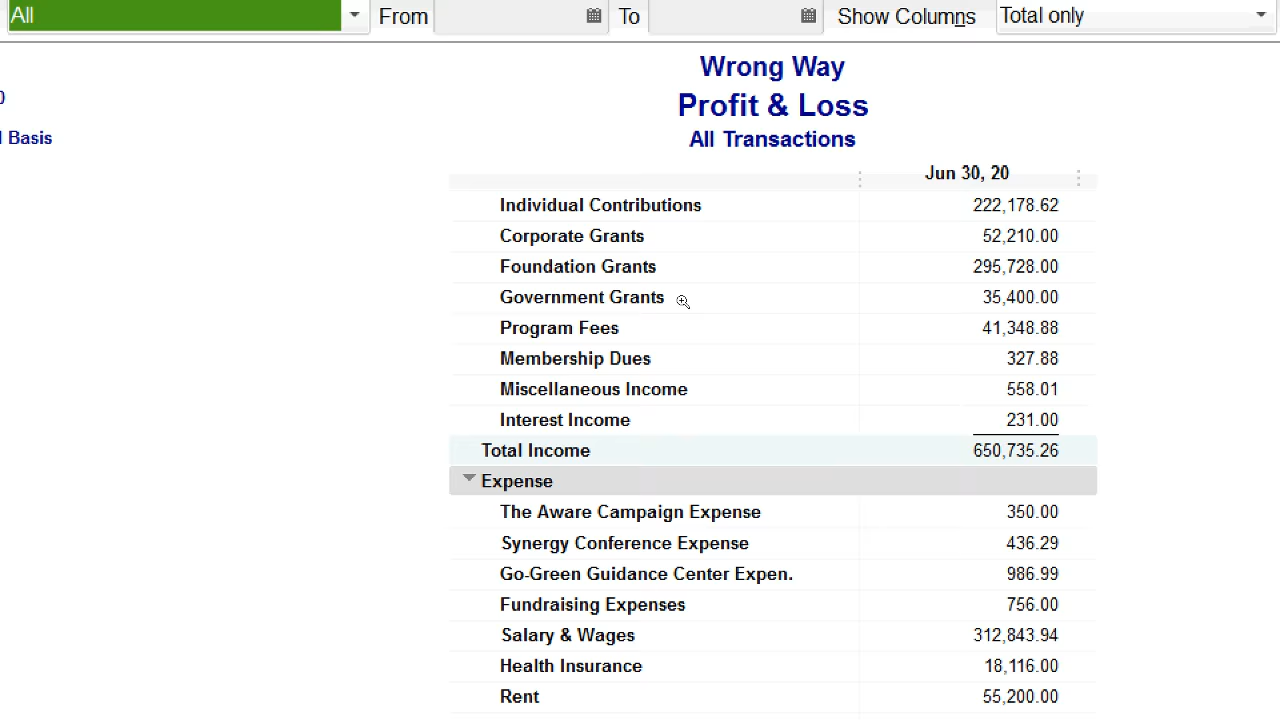 All From To Show Columns Total only
Wrong Way
Profit & Loss
All Transactions
Basis
Jun 30, 20
Individual Contributions 222,178.62
Corporate Grants 52,210.00
Foundation Grants 295,728.00
Government Grants 35,400.00
Program Fees 41,348.88
Membership Dues 327.88
Miscellaneous Income 558.01
Interest Income 231.00
Total Income 650,735.26
Expense
The Aware Campaign Expense 350.00
Synergy Conference Expense 436.29
Go-Green Guidance Center Expen. 986.99
Fundraising Expenses 756.00
Salary & Wages 312,843.94
Health Insurance 18,116.00
Rent 55,200.00